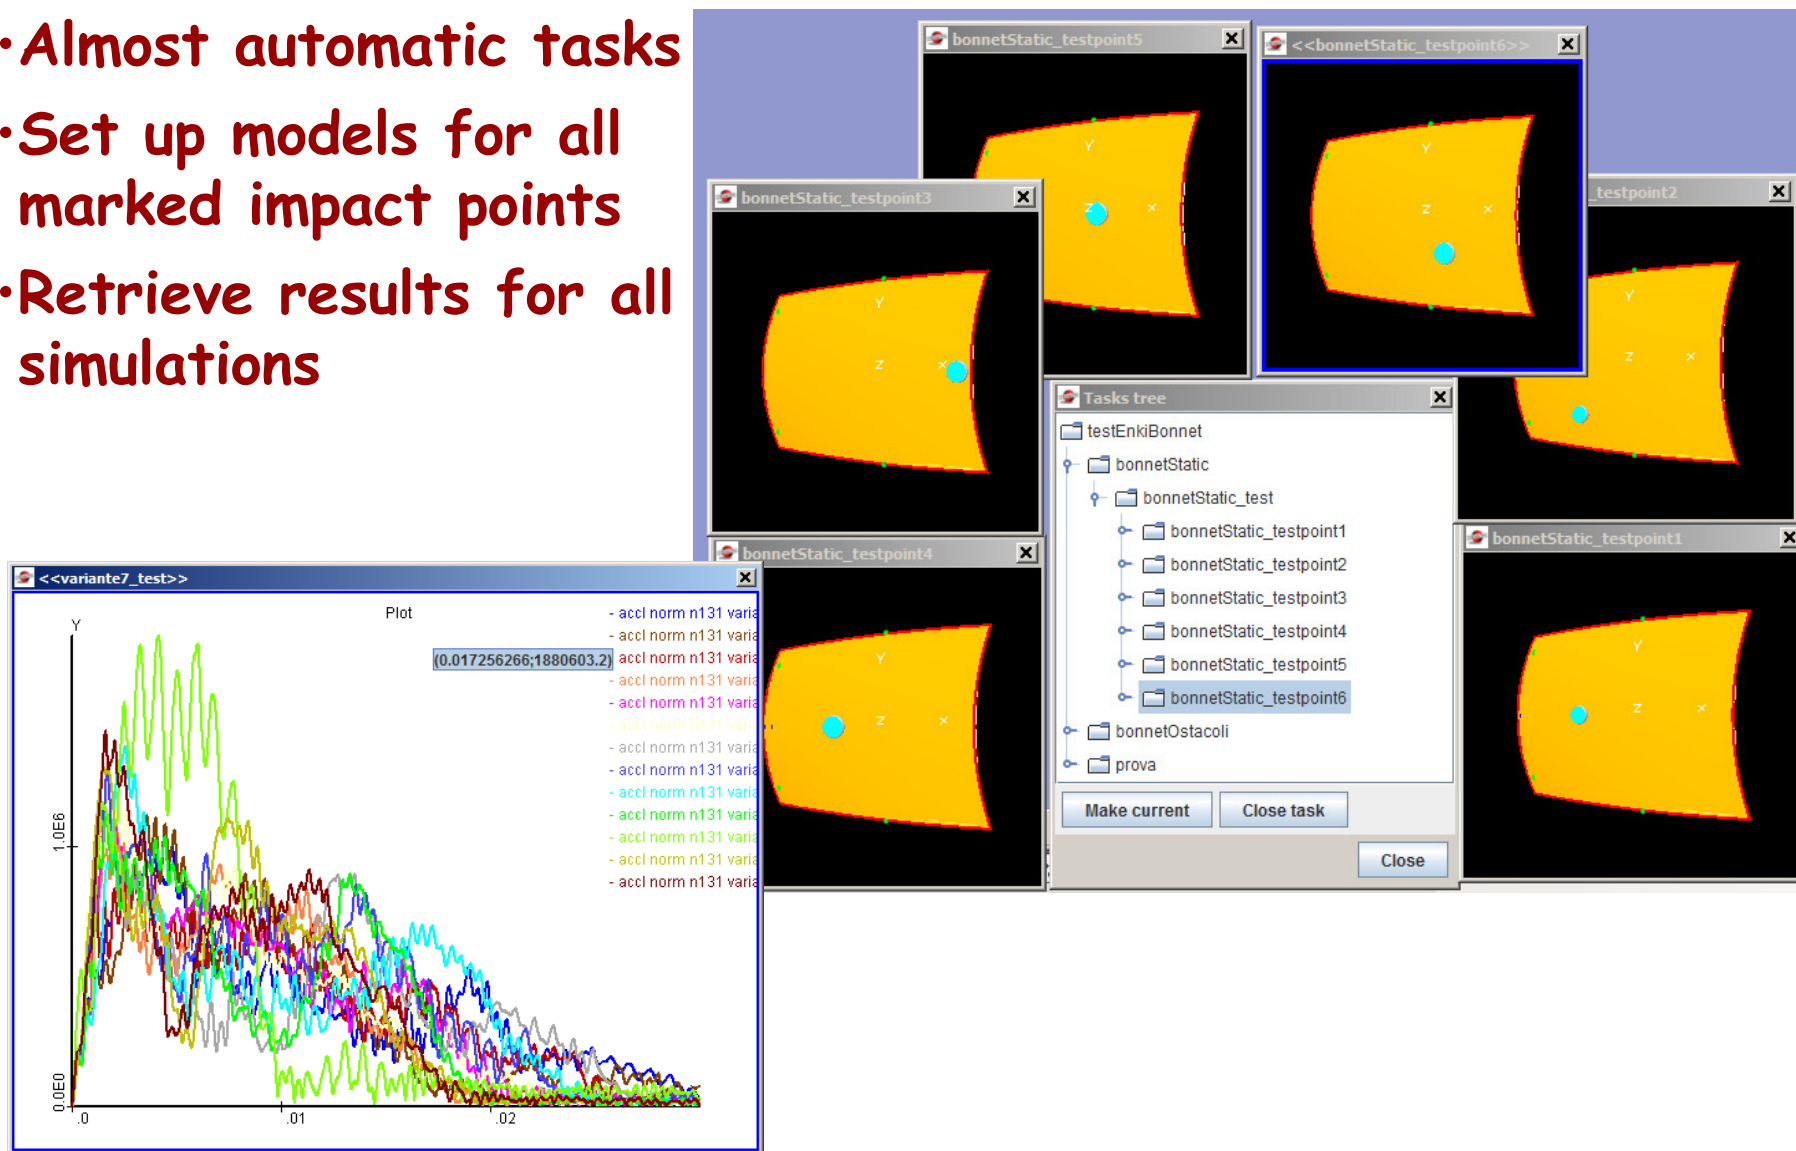 •Almost automatic tasks
•Set up models for all
marked impact points
•Retrieve results for all
simulations
bonnetStatic_testpoint5
<<bonnetStatic_testpoint6>>
bonnetStatic_testpoint3
_testpoint2
Y
Z
×
Y
Z
×
Y
Z
×
Y
Z
×
Tasks tree
testEnkiBonnet
bonnetStatic
bonnetStatic_test
bonnetStatic_testpoint1
bonnetStatic_testpoint2
bonnetStatic_testpoint3
bonnetStatic_testpoint4
bonnetStatic_testpoint5
bonnetStatic_testpoint6
bonnetOstacoli
prova
Make current
Close task
Close
bonnetStatic_testpoint4
Y
Z
×
bonnetStatic_testpoint1
Y
Z
×
<<variante7_test>>
Plot
Y
(0.017256266;1880603.2)
- accl norm n131 varia
- accl norm n131 varia
accl norm n131 varia
- accl norm n131 varia
- accl norm n131 varia
- accl norm n131 varia
- accl norm n131 varia
- accl norm n131 varia
- accl norm n131 varia
- accl norm n131 varia
- accl norm n131 varia
- accl norm n131 varia
- accl norm n131 varia
1.0E6
0.0E0
.0
.01
.02